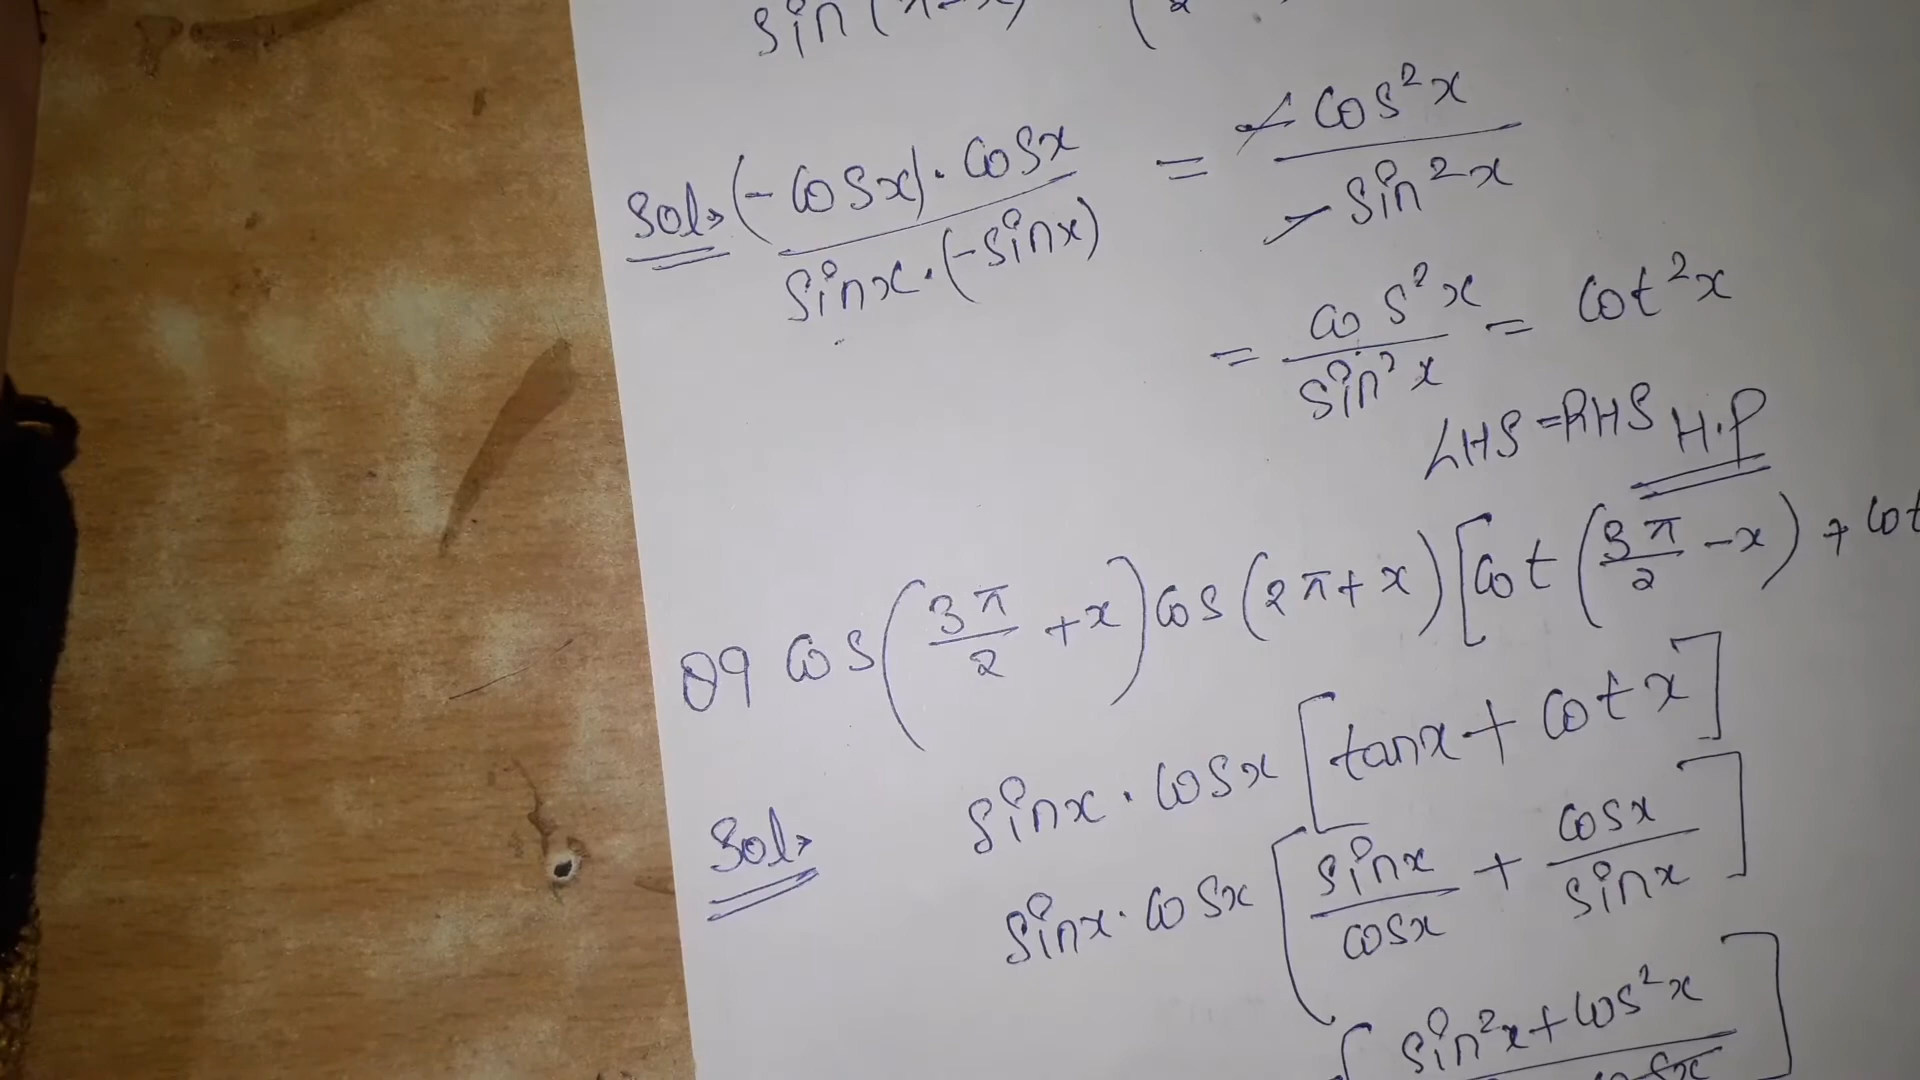 sin(π-x) (
Sol> (-cosx).cosx / sinx.(-sinx) = -cos²x / -sin²x
= cos²x / sin²x = cot²x
LHS=RHS H.P
09 cos(3π/2 +x)cos(2π+x)[cot(3π/2 -x) + cot
Sol> sinx.cosx[tanx+cotx]
sinx.cosx[sinx/cosx + cosx/sinx]
[sin²x+cos²x